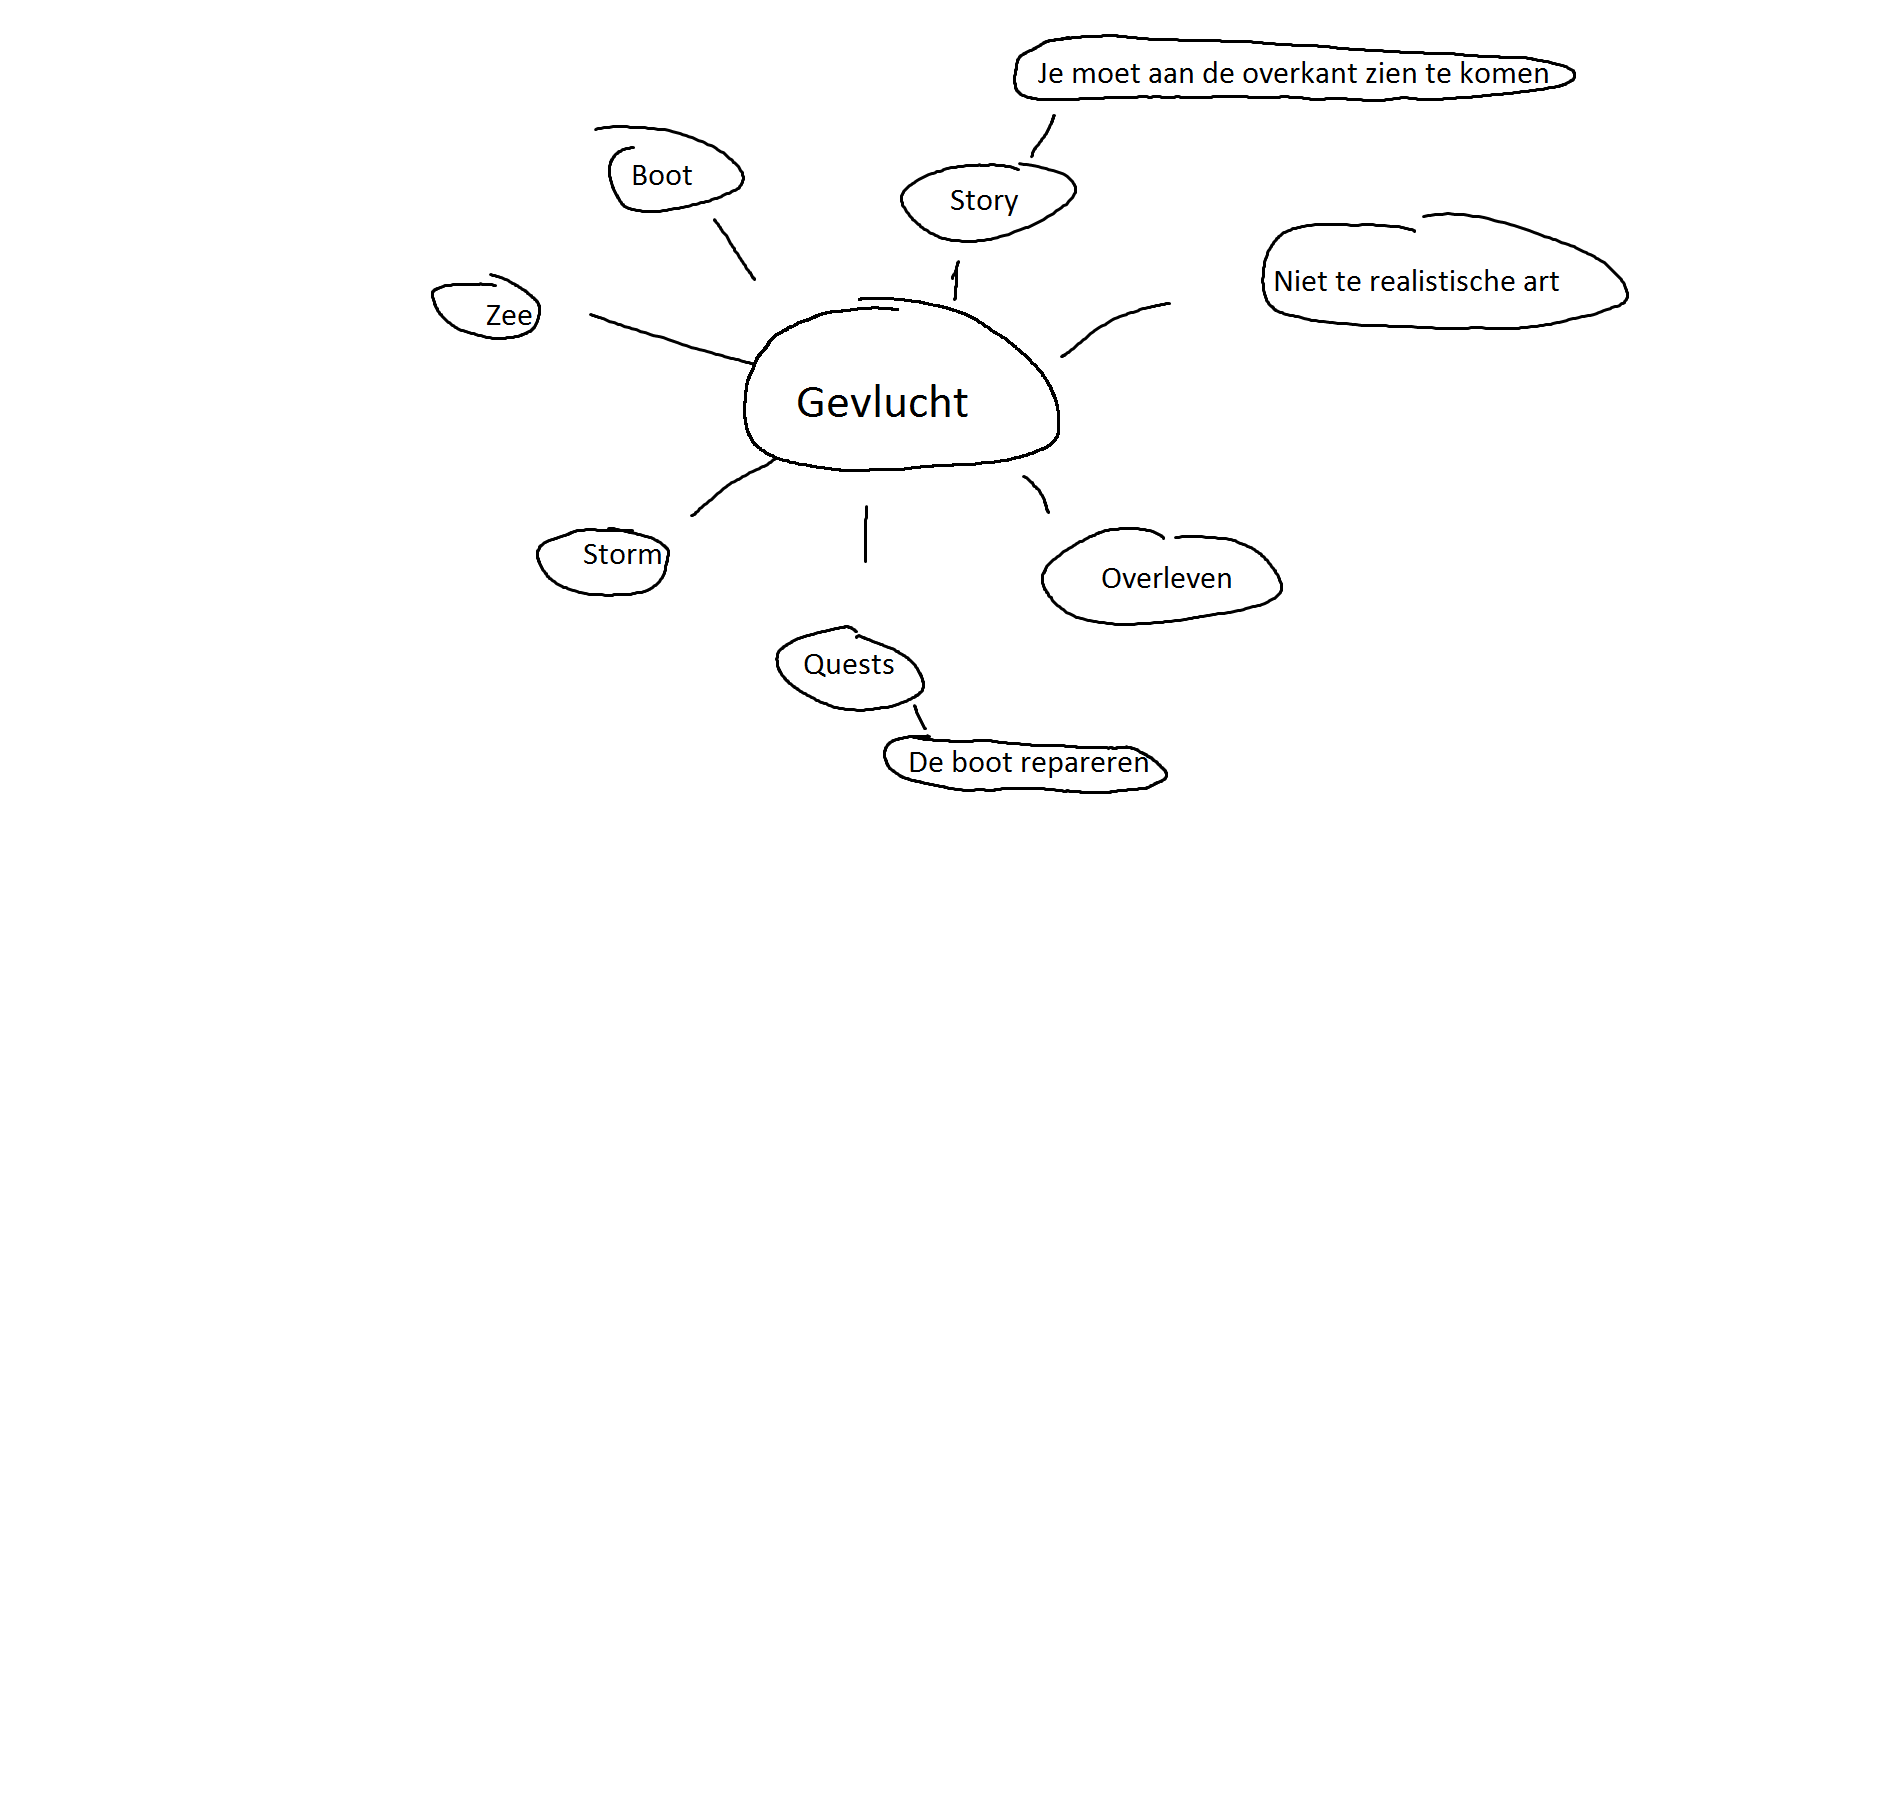 Je moet aan de overkant zien te komen
Boot
Story
Niet te realistische art
Zee
Gevlucht
Storm
Overleven
Quests
De boot repareren